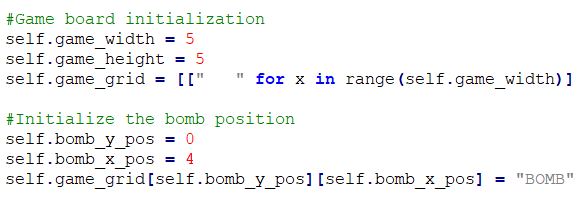 #Game board initialization
self.game_width = 5
self.game_height = 5
self.game_grid = [["   " for x in range(self.game_width)]
#Initialize the bomb position
self.bomb_y_pos = 0
self.bomb_x_pos = 4
self.game_grid[self.bomb_y_pos][self.bomb_x_pos] = "BOMB"